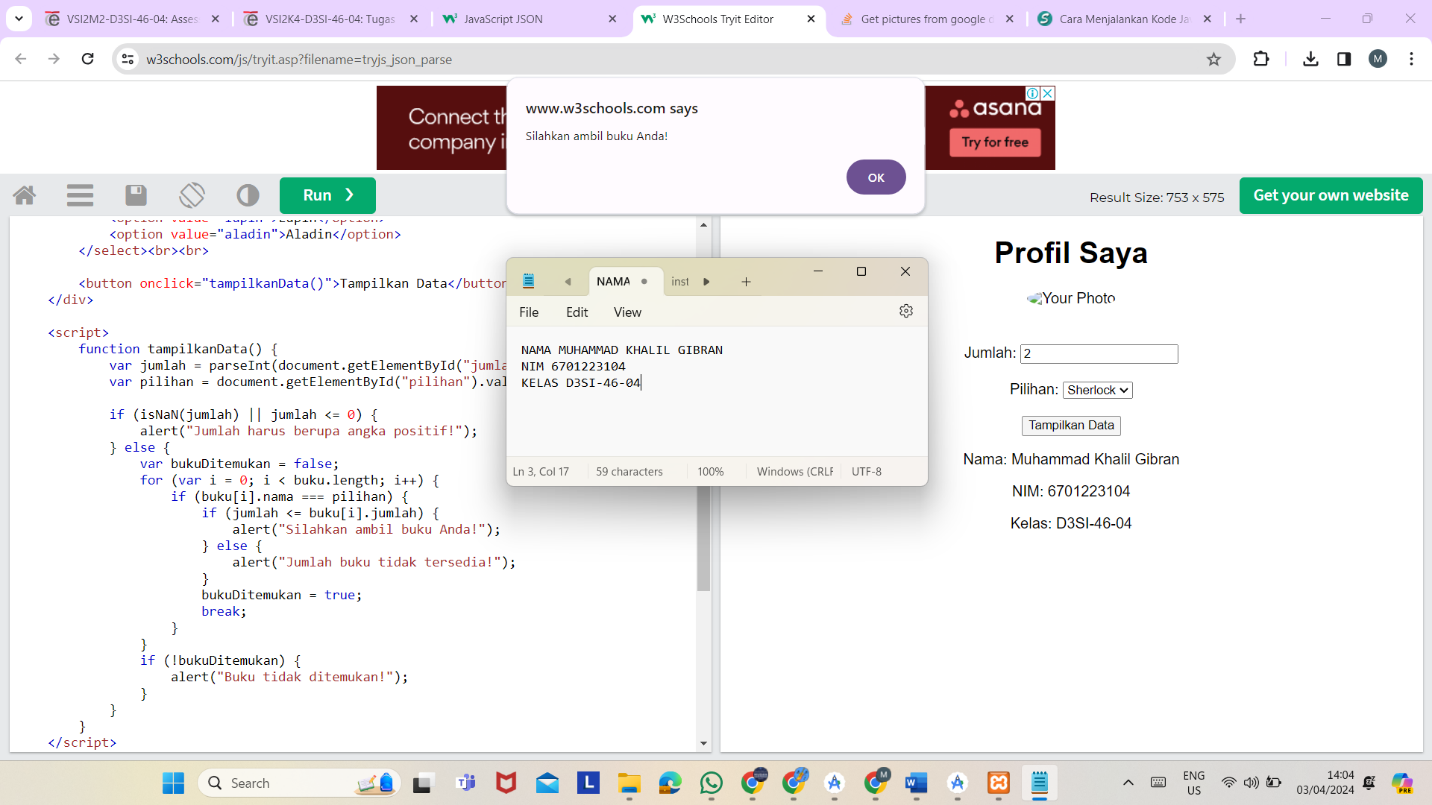 VSI2M2-D3SI-46-04: Asses
VSI2K4-D3SI-46-04: Tugas
JavaScript JSON
W3Schools Tryit Editor
Get pictures from google
Cara Menjalankan Kode Ja
w3schools.com/js/tryit.asp?filename=tryjs_json_parse
M
Connect th
company i
asana
Try for free
www.w3schools.com says
Silahkan ambil buku Anda!
OK
Run ❯
Result Size: 753 x 575
Get your own website
<option value="lupin">Lupin</option>
<option value="aladin">Aladin</option>
</select><br><br>
<button onclick="tampilkanData()">Tampilkan Data</button
</div>
<script>
function tampilkanData() {
var jumlah = parseInt(document.getElementById("jumla
var pilihan = document.getElementById("pilihan").val
if (isNaN(jumlah) || jumlah <= 0) {
alert("Jumlah harus berupa angka positif!");
} else {
var bukuDitemukan = false;
for (var i = 0; i < buku.length; i++) {
if (buku[i].nama === pilihan) {
if (jumlah <= buku[i].jumlah) {
alert("Silahkan ambil buku Anda!");
} else {
alert("Jumlah buku tidak tersedia!");
}
bukuDitemukan = true;
break;
}
}
if (!bukuDitemukan) {
alert("Buku tidak ditemukan!");
}
}
}
</script>
NAMA
inst
File Edit View
NAMA MUHAMMAD KHALIL GIBRAN
NIM 6701223104
KELAS D3SI-46-04
Ln 3, Col 17 59 characters 100% Windows (CRLF UTF-8
Profil Saya
Your Photo
Jumlah: 2
Pilihan: Sherlock
Tampilkan Data
Nama: Muhammad Khalil Gibran
NIM: 6701223104
Kelas: D3SI-46-04
Search
L
M
ENG
US
14:04
03/04/2024
PRE